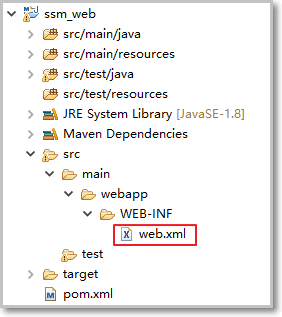 ssm_web
src/main/java
src/main/resources
src/test/java
src/test/resources
JRE System Library [JavaSE-1.8]
Maven Dependencies
src
main
webapp
WEB-INF
web.xml
test
target
pom.xml